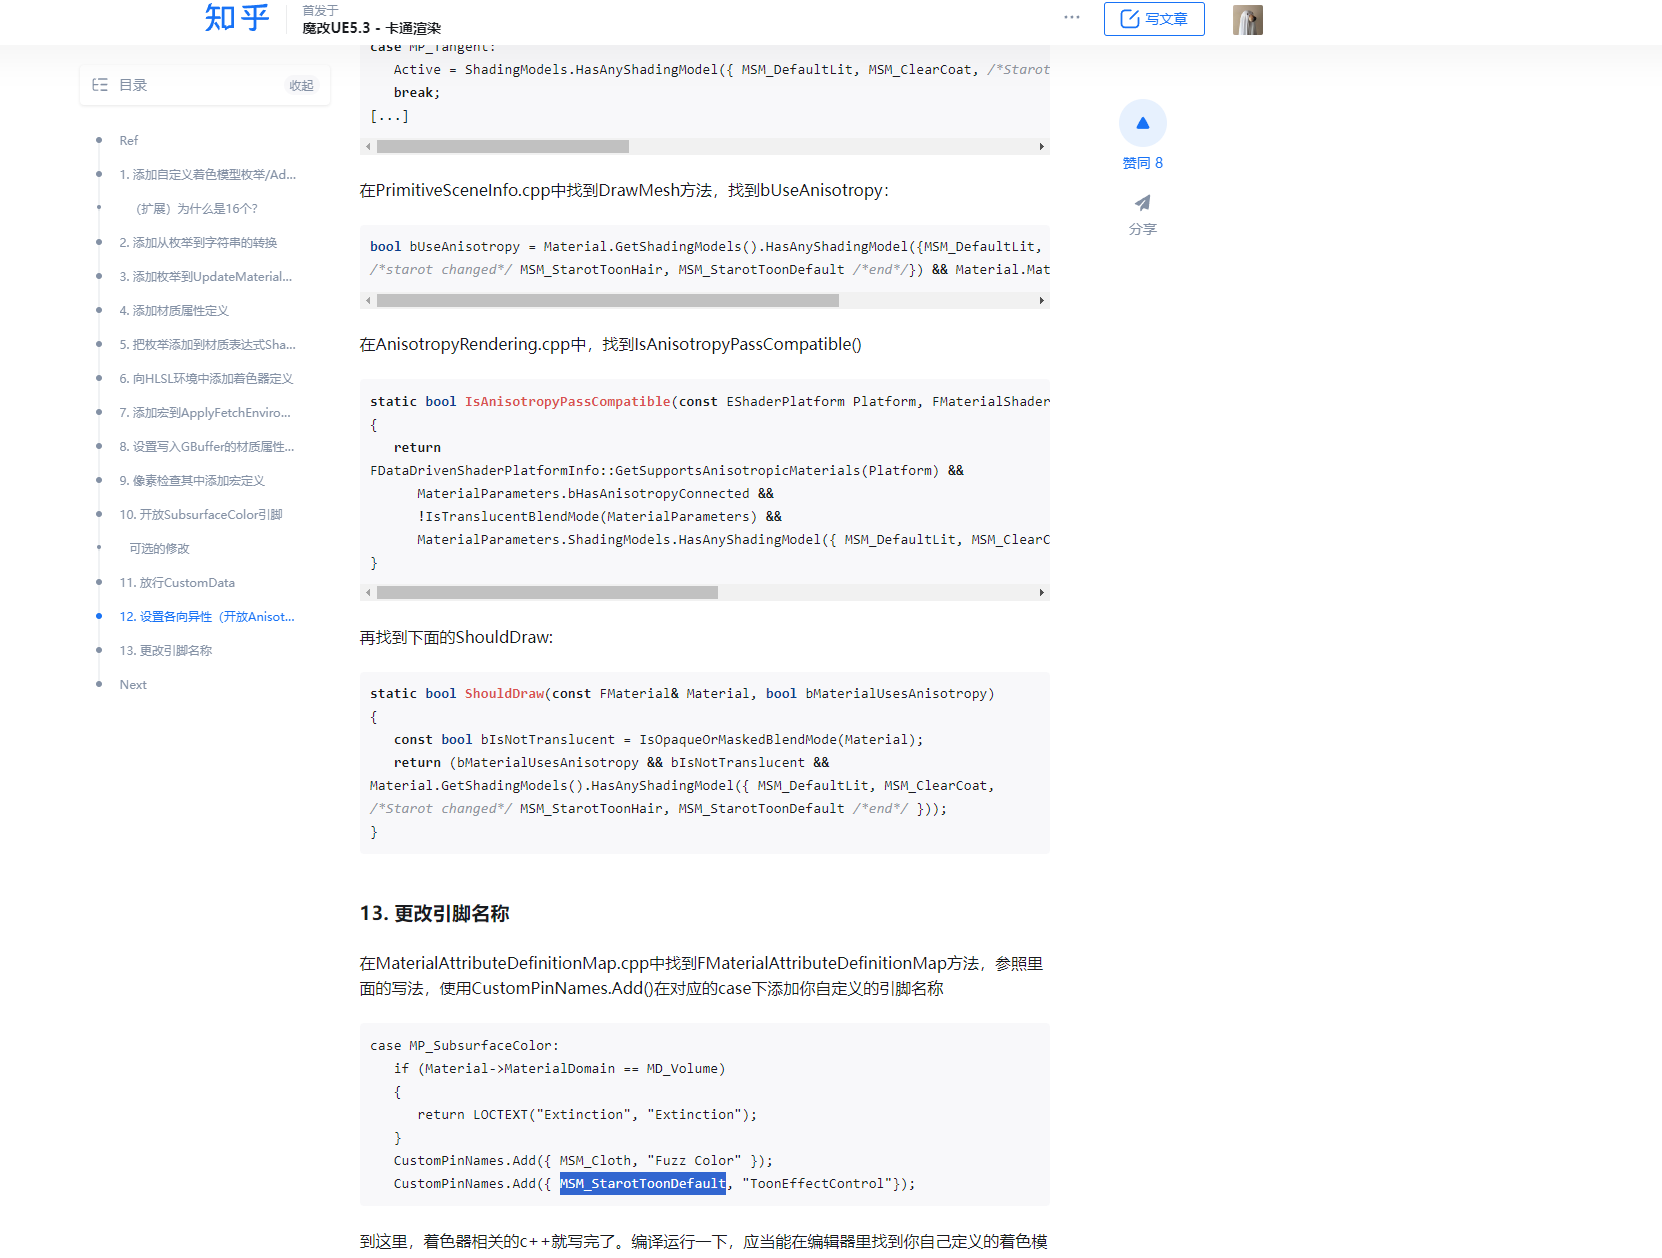 知乎
首发于
魔改UE5.3 - 卡通渲染
写文章
目录
收起
Ref
1. 添加自定义着色模型枚举/Ad...
（扩展）为什么是16个？
2. 添加从枚举到字符串的转换
3. 添加枚举到UpdateMaterial...
4. 添加材质属性定义
5. 把枚举添加到材质表达式Sha...
6. 向HLSL环境中添加着色器定义
7. 添加宏到ApplyFetchEnviro...
8. 设置写入GBuffer的材质属性...
9. 像素检查其中添加宏定义
10. 开放SubsurfaceColor引脚
可选的修改
11. 放行CustomData
12. 设置各向异性（开放Anisot...
13. 更改引脚名称
Next
case MP_Tangent:
Active = ShadingModels.HasAnyShadingModel({ MSM_DefaultLit, MSM_ClearCoat, /*Starot
break;
[...]
在PrimitiveSceneInfo.cpp中找到DrawMesh方法，找到bUseAnisotropy：
bool bUseAnisotropy = Material.GetShadingModels().HasAnyShadingModel({MSM_DefaultLit,
/*starot changed*/ MSM_StarotToonHair, MSM_StarotToonDefault /*end*/}) && Material.Mat
在AnisotropyRendering.cpp中，找到IsAnisotropyPassCompatible()
static bool IsAnisotropyPassCompatible(const EShaderPlatform Platform, FMaterialShader
{
return
FDataDrivenShaderPlatformInfo::GetSupportsAnisotropicMaterials(Platform) &&
MaterialParameters.bHasAnisotropyConnected &&
!IsTranslucentBlendMode(MaterialParameters) &&
MaterialParameters.ShadingModels.HasAnyShadingModel({ MSM_DefaultLit, MSM_ClearC
}
再找到下面的ShouldDraw:
static bool ShouldDraw(const FMaterial& Material, bool bMaterialUsesAnisotropy)
{
const bool bIsNotTranslucent = IsOpaqueOrMaskedBlendMode(Material);
return (bMaterialUsesAnisotropy && bIsNotTranslucent &&
Material.GetShadingModels().HasAnyShadingModel({ MSM_DefaultLit, MSM_ClearCoat,
/*Starot changed*/ MSM_StarotToonHair, MSM_StarotToonDefault /*end*/ }));
}
13. 更改引脚名称
在MaterialAttributeDefinitionMap.cpp中找到FMaterialAttributeDefinitionMap方法，参照里
面的写法，使用CustomPinNames.Add()在对应的case下添加你自定义的引脚名称
case MP_SubsurfaceColor:
if (Material->MaterialDomain == MD_Volume)
{
return LOCTEXT("Extinction", "Extinction");
}
CustomPinNames.Add({ MSM_Cloth, "Fuzz Color" });
CustomPinNames.Add({ MSM_StarotToonDefault, "ToonEffectControl"});
到这里，着色器相关的c++就写完了。编译运行一下，应当能在编辑器里找到你自己定义的着色模
赞同 8
分享